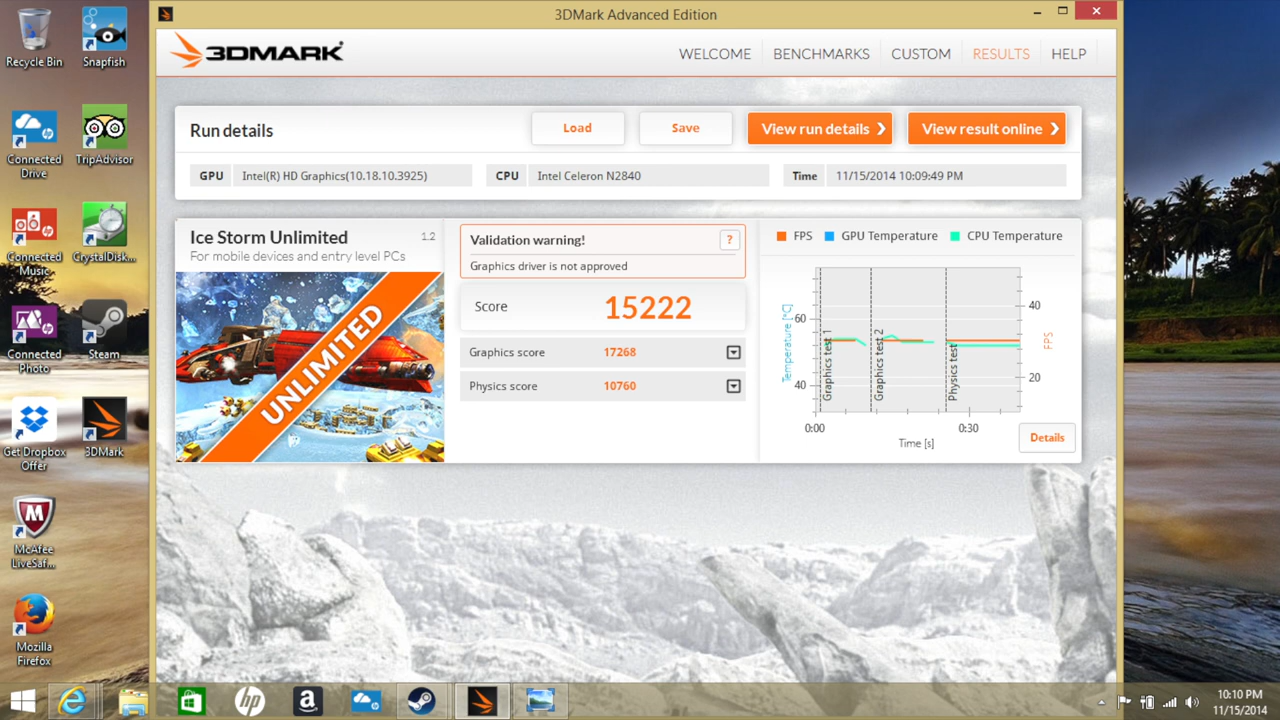 3DMark Advanced Edition
3DMARK
WELCOME
BENCHMARKS
CUSTOM
RESULTS
HELP
Run details
Load
Save
View run details
View result online
GPU
Intel(R) HD Graphics(10.18.10.3925)
CPU
Intel Celeron N2840
Time
11/15/2014 10:09:49 PM
Ice Storm Unlimited
1.2
For mobile devices and entry level PCs
UNLIMITED
Validation warning!
?
Graphics driver is not approved
Score
15222
Graphics score
17268
Physics score
10760
FPS
GPU Temperature
CPU Temperature
Temperature [°C]
60
40
Graphics test 1
Graphics test 2
Physics test
40
20
FPS
0:00
0:30
Time [s]
Details
Recycle Bin
Snapfish
Connected
Drive
TripAdvisor
Connected
Music
CrystalDisk...
Connected
Photo
Steam
Get Dropbox
Offer
3DMark
McAfee
LiveSaf...
Mozilla
Firefox
hp
a
10:10 PM
11/15/2014